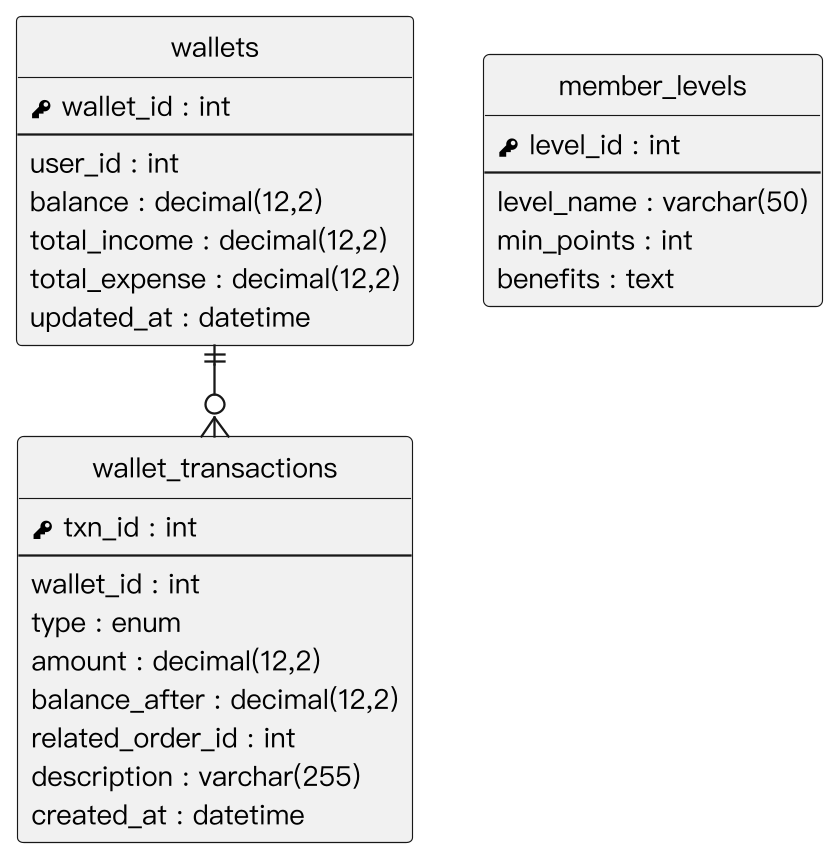 wallets
wallet_id : int
user_id : int
balance : decimal(12,2)
total_income : decimal(12,2)
total_expense : decimal(12,2)
updated_at : datetime
member_levels
level_id : int
level_name : varchar(50)
min_points : int
benefits : text
wallet_transactions
txn_id : int
wallet_id : int
type : enum
amount : decimal(12,2)
balance_after : decimal(12,2)
related_order_id : int
description : varchar(255)
created_at : datetime